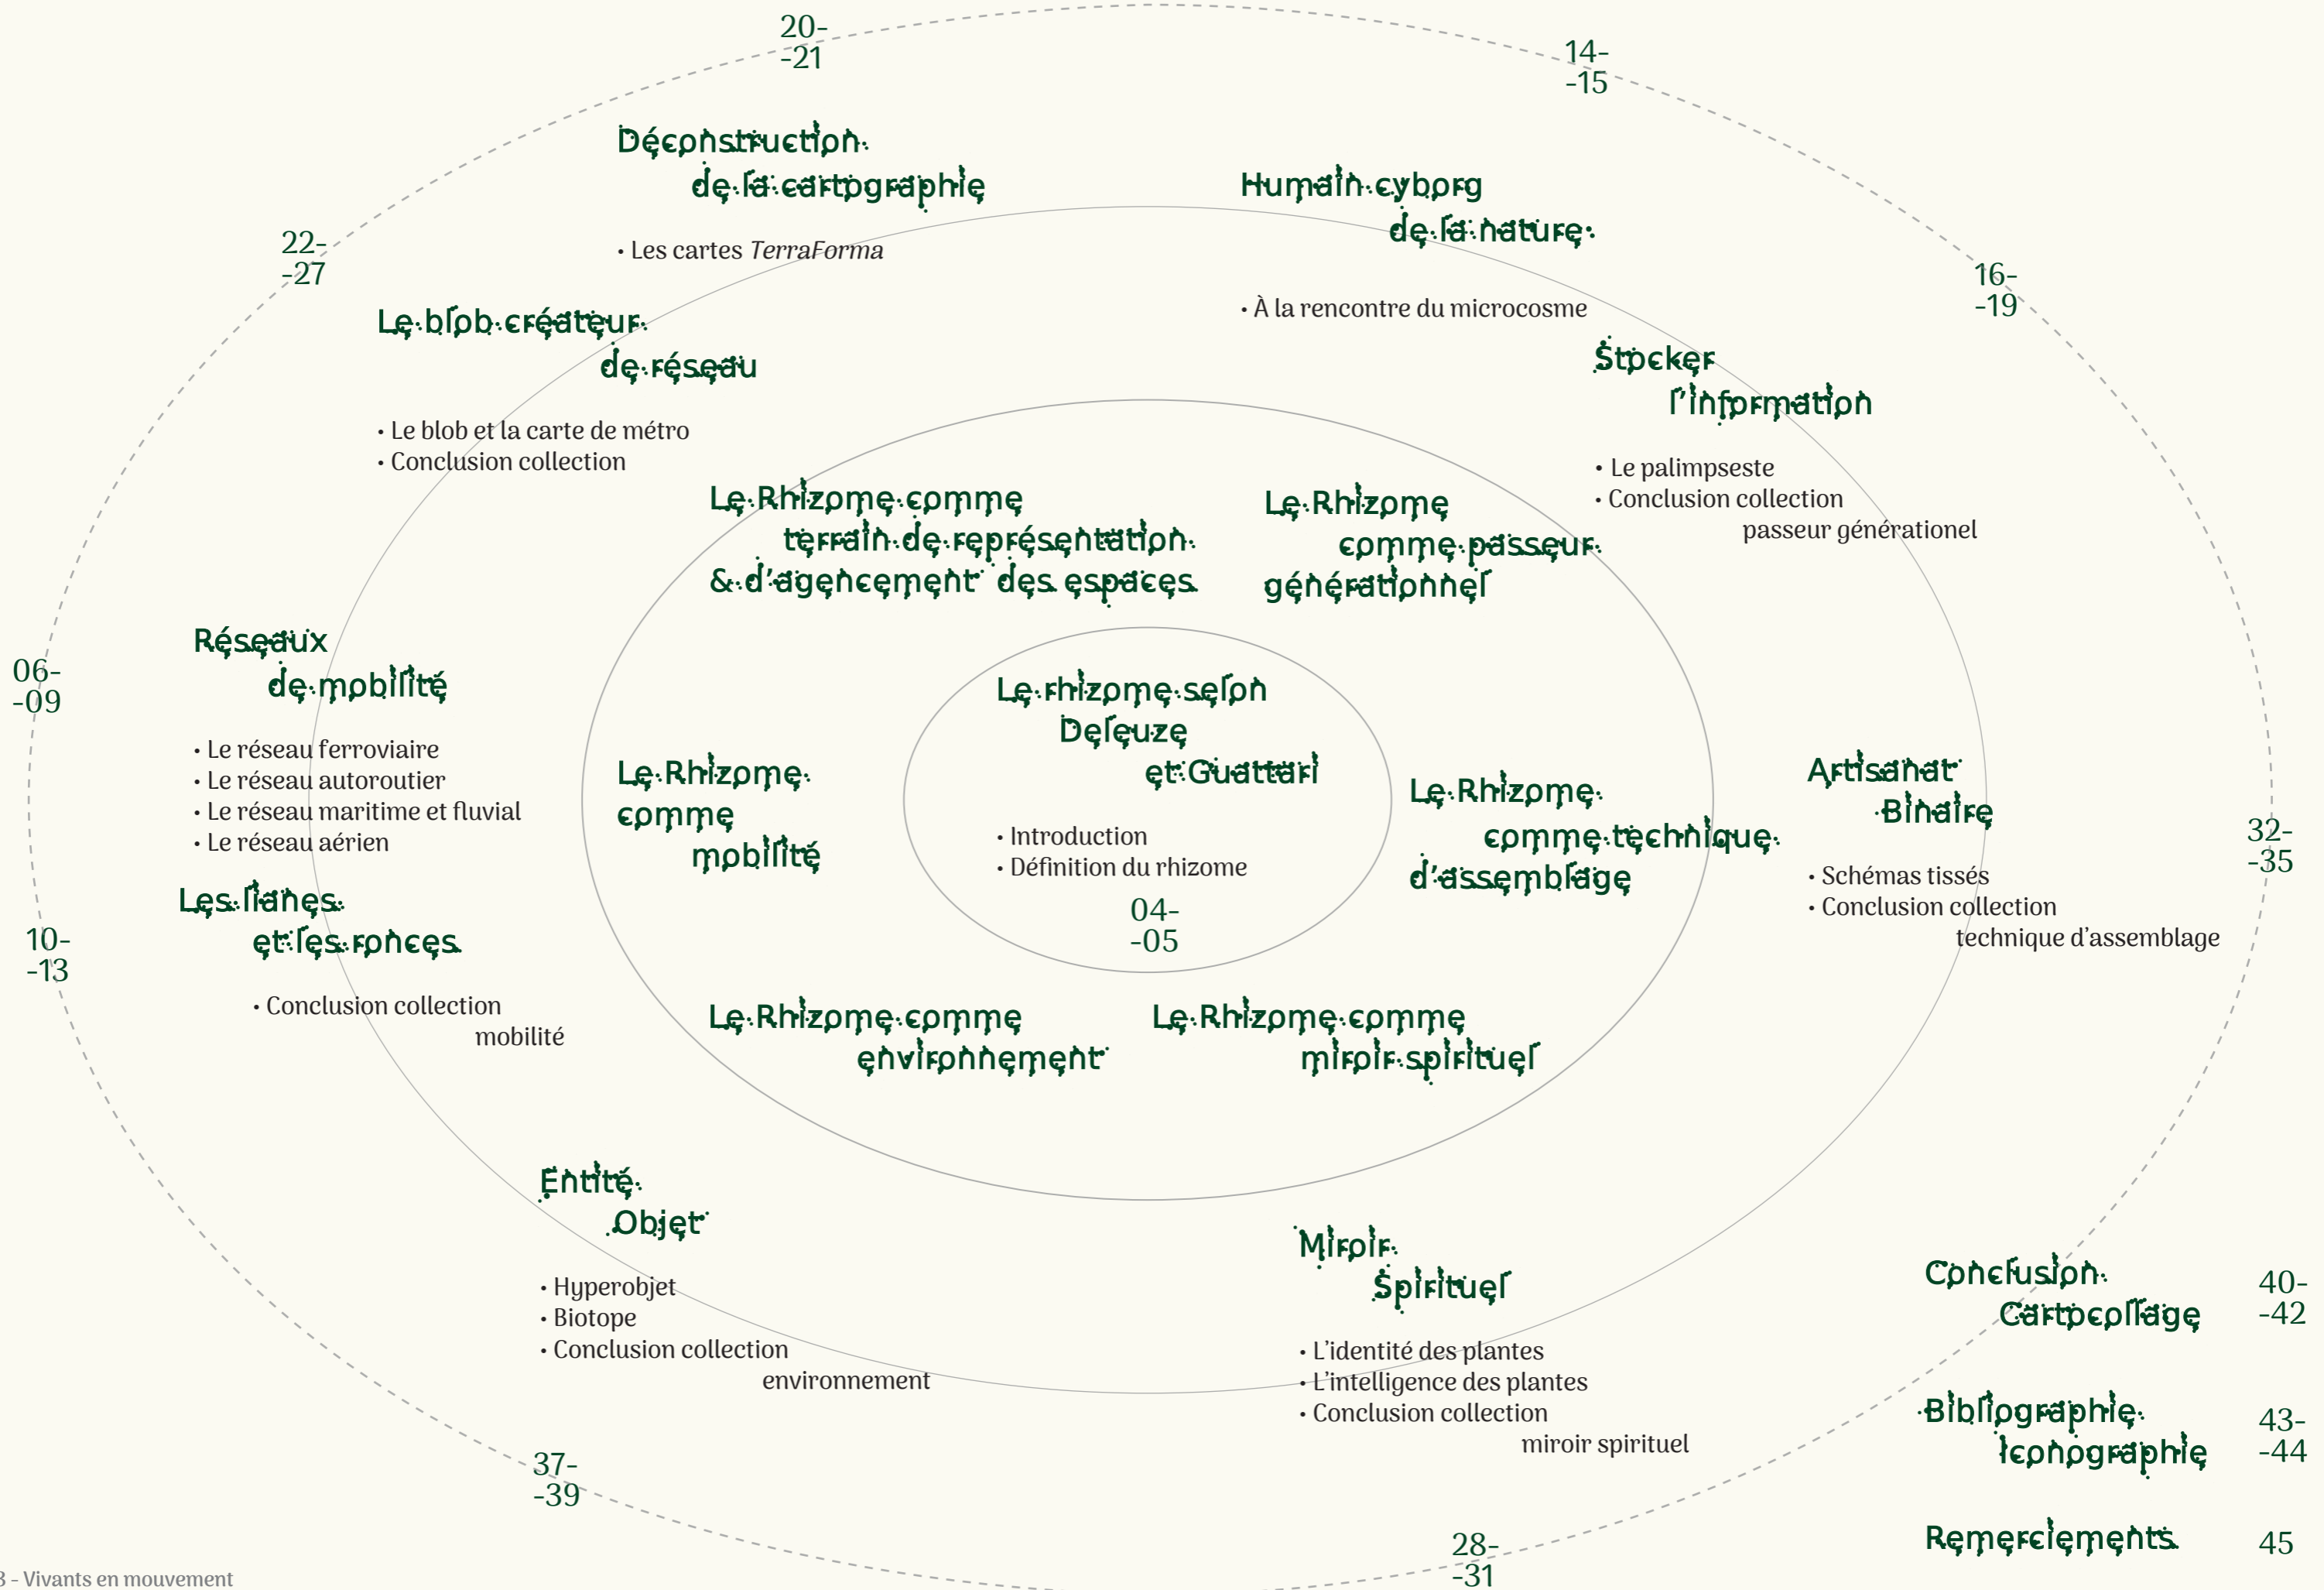 20-
-21
14-
-15
Déconstruction
de la cartographie
• Les cartes TerraForma
Humain cyborg
de la nature
• À la rencontre du microcosme
22-
-27
16-
-19
Le blob créateur
de réseau
• Le blob et la carte de métro
• Conclusion collection
Stocker
l’information
• Le palimpseste
• Conclusion collection
passeur générationel
Le Rhizome comme
terrain de représentation
& d’agencement des espaces
Le Rhizome
comme passeur
générationnel
06-
-09
Réseaux
de mobilité
• Le réseau ferroviaire
• Le réseau autoroutier
• Le réseau maritime et fluvial
• Le réseau aérien
Le Rhizome
comme
mobilité
Le rhizome selon
Deleuze
et Guattari
• Introduction
• Définition du rhizome
04-
-05
Le Rhizome
comme technique
d’assemblage
Artisanat
Binaire
• Schémas tissés
• Conclusion collection
technique d’assemblage
32-
-35
10-
-13
Les lianes
et les ronces
• Conclusion collection
mobilité
Le Rhizome comme
environnement
Le Rhizome comme
miroir spirituel
Entité
Objet
• Hyperobjet
• Biotope
• Conclusion collection
environnement
37-
-39
Miroir
Spirituel
• L’identité des plantes
• L’intelligence des plantes
• Conclusion collection
miroir spirituel
28-
-31
Conclusion
Cartocollage
40-
-42
Bibliographie
Iconographie
43-
-44
Remerciements
45
3 - Vivants en mouvement